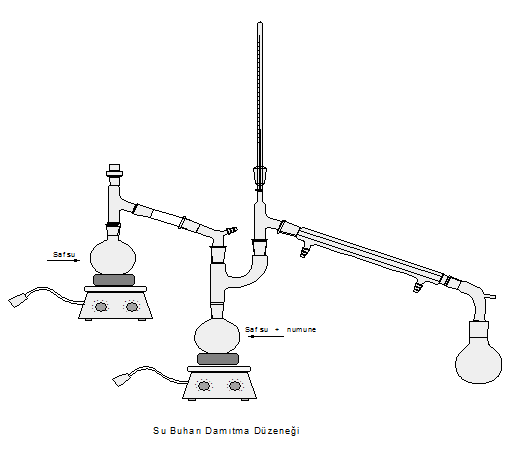 Saf su
Saf su + numune
Su Buharı Damıtma Düzeneği